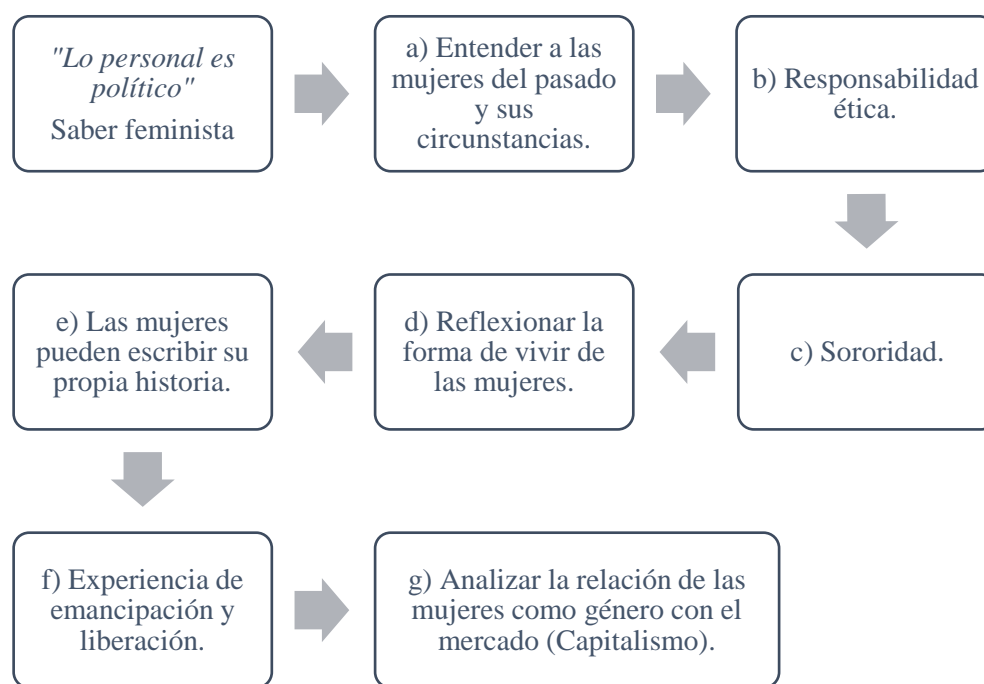 "Lo personal es
político"
Saber feminista
a) Entender a las
mujeres del pasado
y sus
circunstancias.
b) Responsabilidad
ética.
c) Sororidad.
d) Reflexionar la
forma de vivir de
las mujeres.
e) Las mujeres
pueden escribir su
propia historia.
f) Experiencia de
emancipación y
liberación.
g) Analizar la relación de las
mujeres como género con el
mercado (Capitalismo).